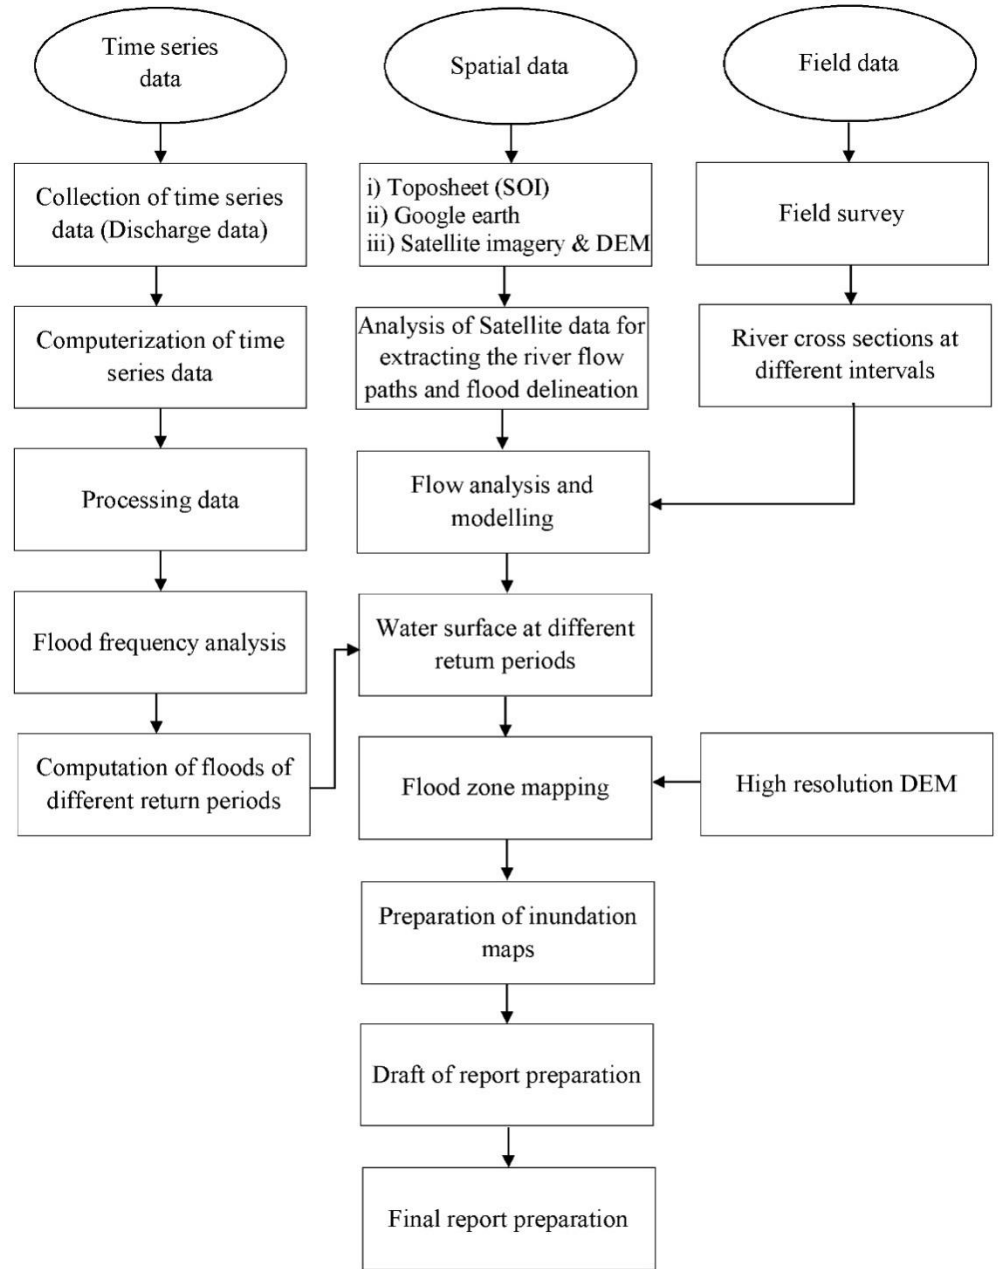 Time series
data
Spatial data
Field data
Collection of time series
data (Discharge data)
i) Toposheet (SOI)
ii) Google earth
iii) Satellite imagery & DEM
Field survey
Computerization of time
series data
Analysis of Satellite data for
extracting the river flow
paths and flood delineation
River cross sections at
different intervals
Processing data
Flow analysis and
modelling
Flood frequency analysis
Water surface at different
return periods
Computation of floods of
different return periods
Flood zone mapping
High resolution DEM
Preparation of inundation
maps
Draft of report preparation
Final report preparation